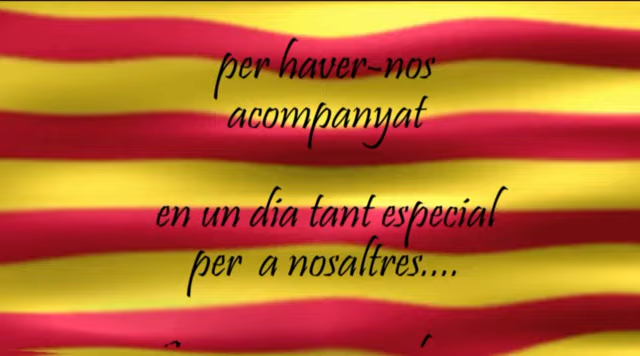 per haver-nos
acompanyat
en un dia tant especial
per a nosaltres....